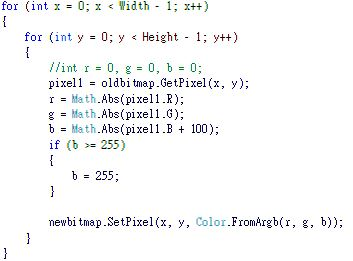 for (int x = 0; x < Width - 1; x++)
{
    for (int y = 0; y < Height - 1; y++)
    {
        //int r = 0, g = 0, b = 0;
        pixel1 = oldbitmap.GetPixel(x, y);
        r = Math.Abs(pixel1.R);
        g = Math.Abs(pixel1.G);
        b = Math.Abs(pixel1.B + 100);
        if (b >= 255)
        {
            b = 255;
        }
        newbitmap.SetPixel(x, y, Color.FromArgb(r, g, b));
    }
}